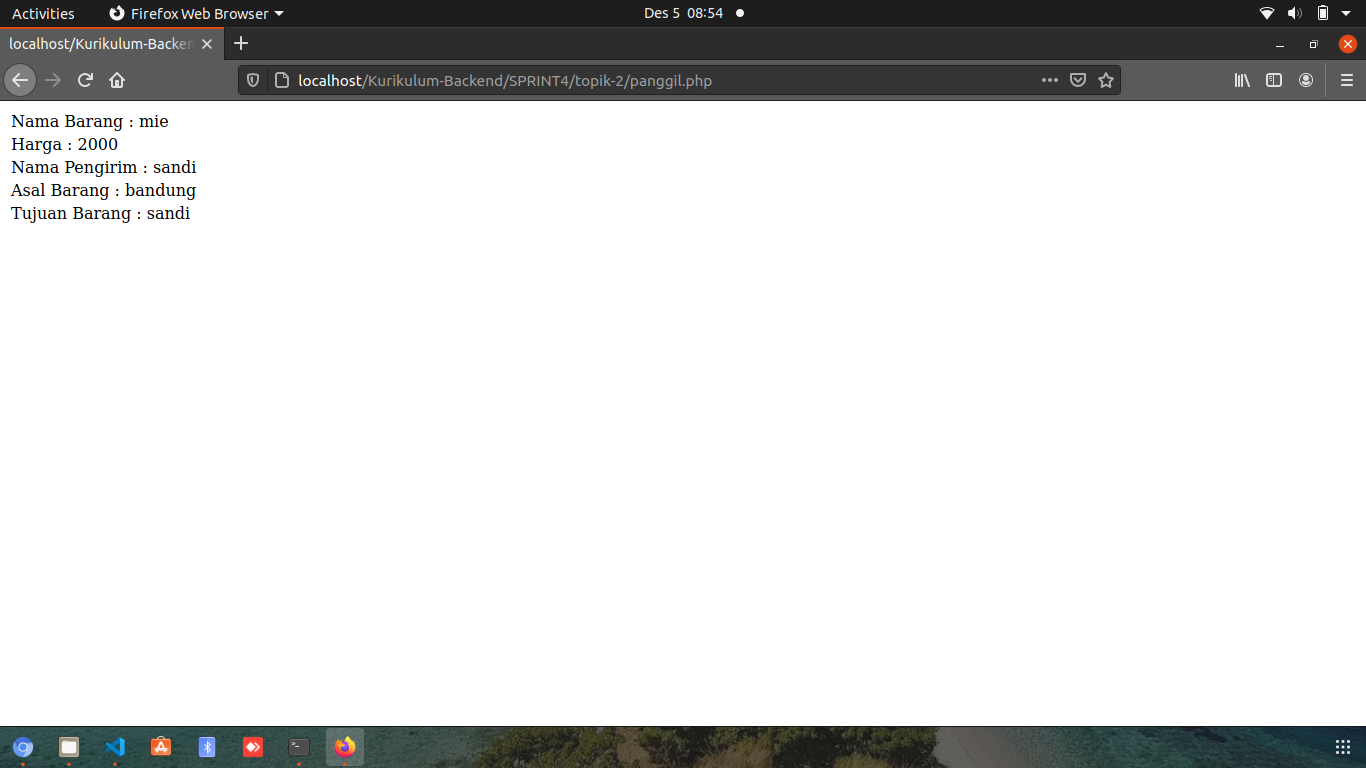 Activities Firefox Web Browser Des 5 08:54
localhost/Kurikulum-Backen
localhost/Kurikulum-Backend/SPRINT4/topik-2/panggil.php
Nama Barang : mie
Harga : 2000
Nama Pengirim : sandi
Asal Barang : bandung
Tujuan Barang : sandi